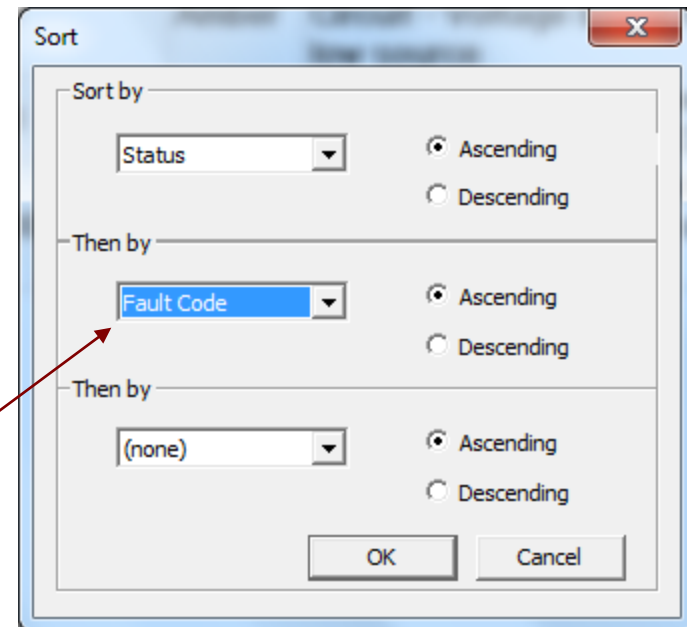 Sort
Sort by
Status
Ascending
Descending
Then by
Fault Code
Ascending
Descending
Then by
(none)
Ascending
Descending
OK Cancel